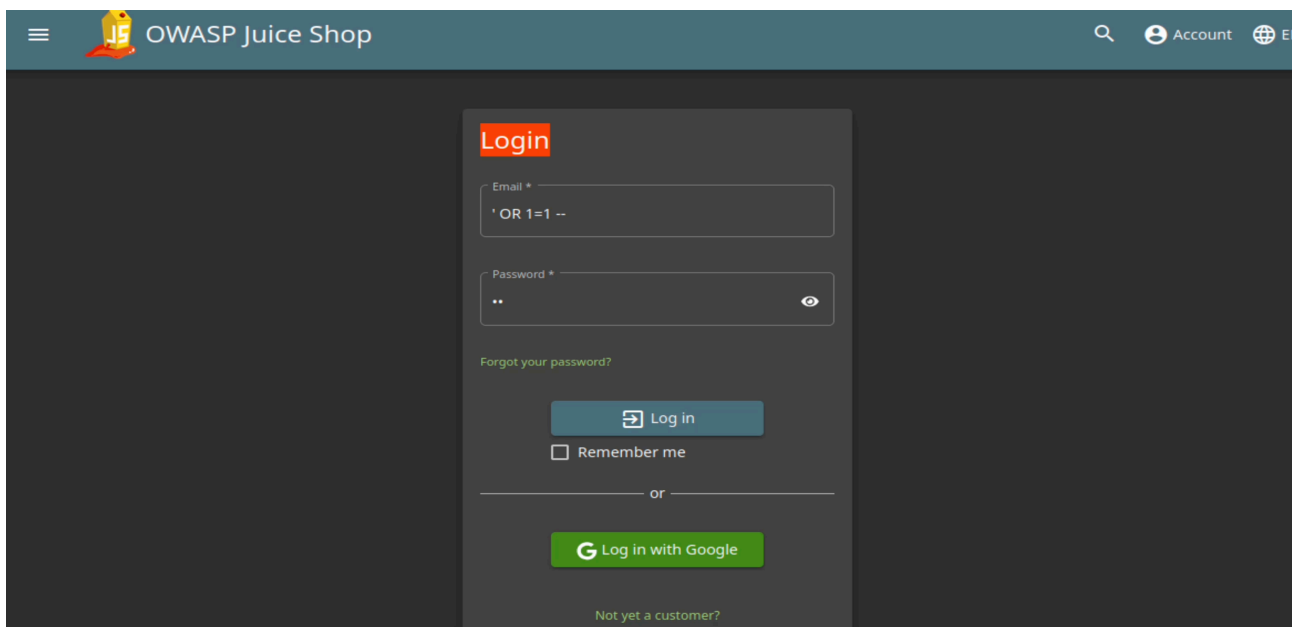 JS
OWASP Juice Shop
Account
Login
Email *
' OR 1=1 --
Password *
••
Forgot your password?
Log in
Remember me
or
G Log in with Google
Not yet a customer?